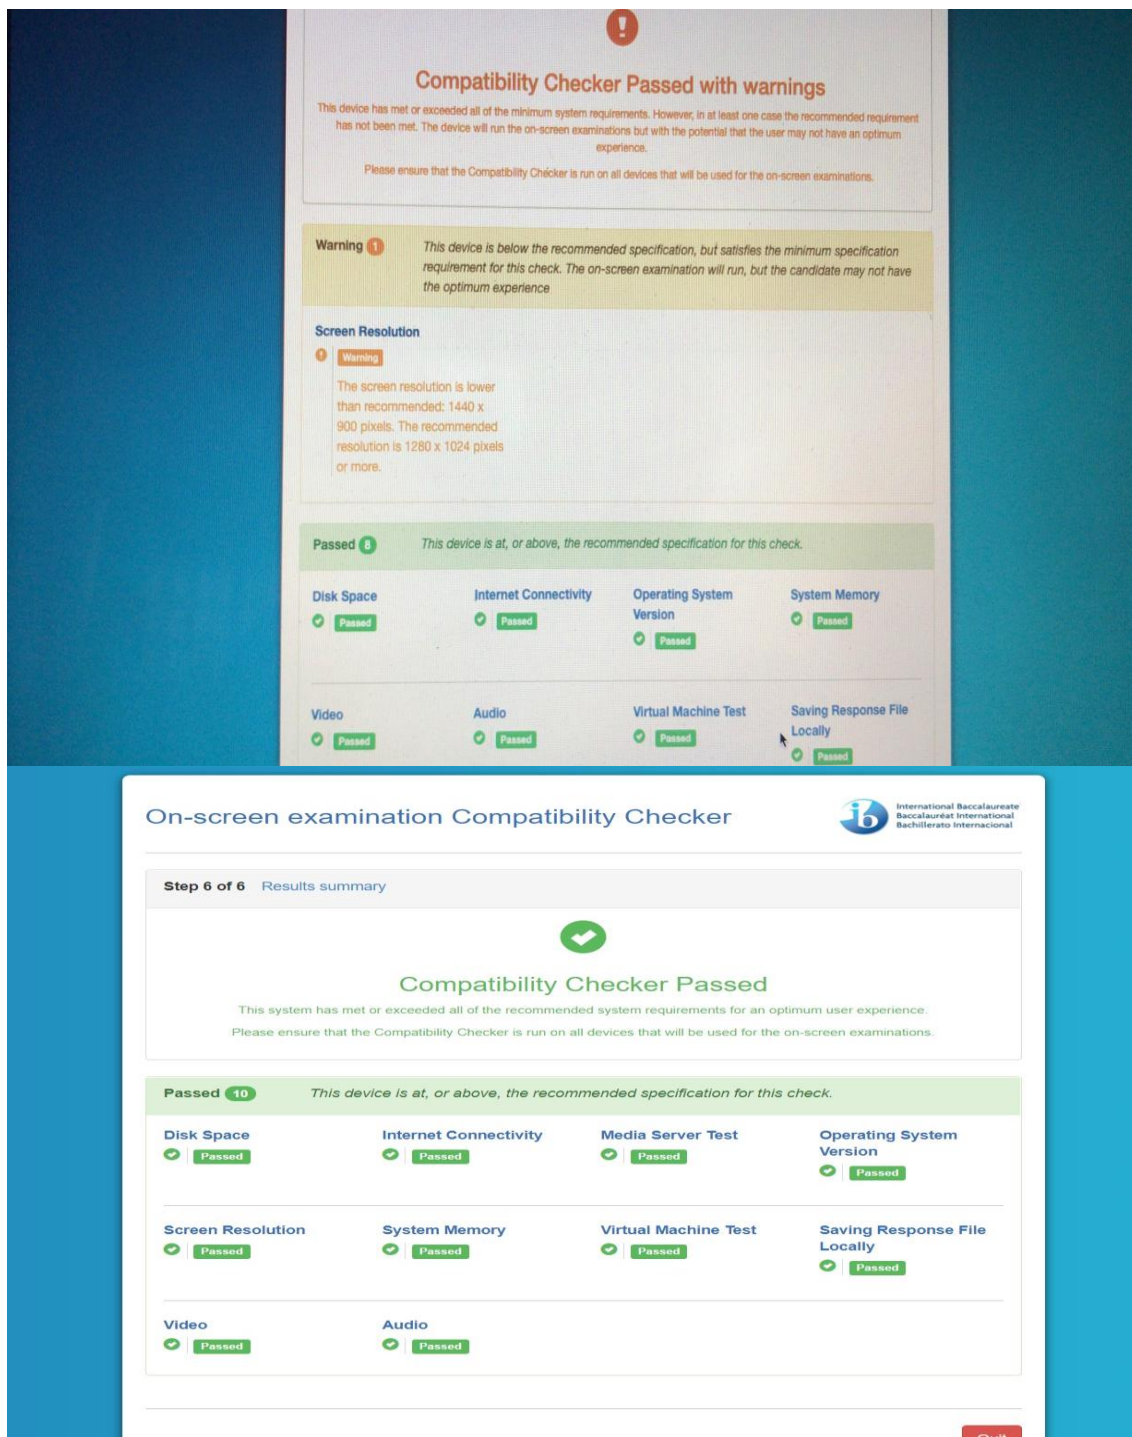 Compatibility Checker Passed with warnings
This device has met or exceeded all of the minimum system requirements. However, in at least one case the recommended requirement
has not been met. The device will run the on-screen examinations but with the potential that the user may not have an optimum
experience.
Please ensure that the Compatibility Checker is run on all devices that will be used for the on-screen examinations.
Warning 1
This device is below the recommended specification, but satisfies the minimum specification
requirement for this check. The on-screen examination will run, but the candidate may not have
the optimum experience
Screen Resolution
Warning
The screen resolution is lower
than recommended: 1440 x
900 pixels. The recommended
resolution is 1280 x 1024 pixels
or more.
Passed 8 This device is at, or above, the recommended specification for this check.
Disk Space Internet Connectivity Operating System System Memory
Version
Passed Passed Passed Passed
Video Audio Virtual Machine Test Saving Response File
Locally
Passed Passed Passed Passed
On-screen examination Compatibility Checker
ib
International Baccalaureate
Baccalauréat International
Bachillerato Internacional
Step 6 of 6 Results summary
Compatibility Checker Passed
This system has met or exceeded all of the recommended system requirements for an optimum user experience.
Please ensure that the Compatibility Checker is run on all devices that will be used for the on-screen examinations.
Passed 10 This device is at, or above, the recommended specification for this check.
Disk Space Internet Connectivity Media Server Test Operating System
Version
Passed Passed Passed Passed
Screen Resolution System Memory Virtual Machine Test Saving Response File
Locally
Passed Passed Passed Passed
Video Audio
Passed Passed
Quit